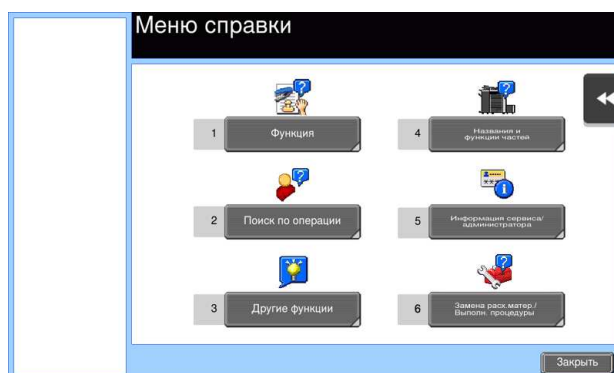 Меню справки
1 Функция
4 Названия и
функции частей
2 Поиск по операции
5 Информация сервиса/
администратора
3 Другие функции
6 Замена расх.матер./
Выполн. процедуры
Закрыть